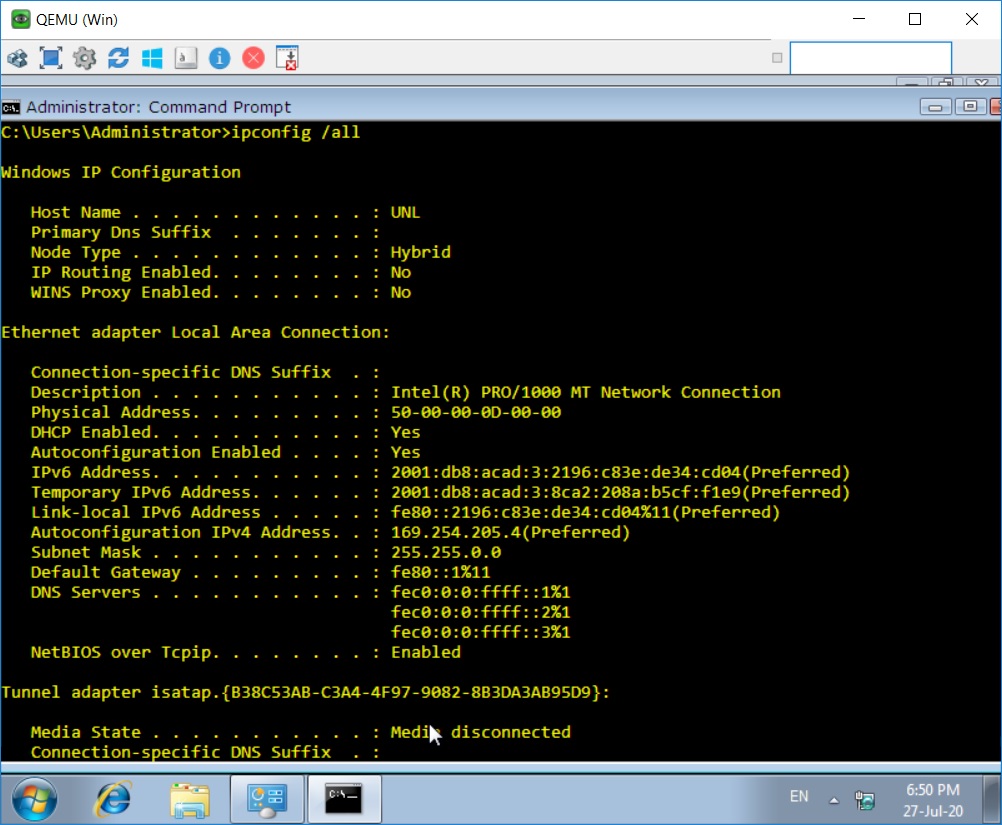 QEMU (Win)
Administrator: Command Prompt
C:\Users\Administrator>ipconfig /all
Windows IP Configuration
Host Name . . . . . . . . . . . . : UNL
Primary Dns Suffix  . . . . . . . :
Node Type . . . . . . . . . . . . : Hybrid
IP Routing Enabled. . . . . . . . : No
WINS Proxy Enabled. . . . . . . . : No
Ethernet adapter Local Area Connection:
Connection-specific DNS Suffix  . :
Description . . . . . . . . . . . : Intel(R) PRO/1000 MT Network Connection
Physical Address. . . . . . . . . : 50-00-00-0D-00-00
DHCP Enabled. . . . . . . . . . . : Yes
Autoconfiguration Enabled . . . . : Yes
IPv6 Address. . . . . . . . . . . : 2001:db8:acad:3:2196:c83e:de34:cd04(Preferred)
Temporary IPv6 Address. . . . . . : 2001:db8:acad:3:8ca2:208a:b5cf:f1e9(Preferred)
Link-local IPv6 Address . . . . . : fe80::2196:c83e:de34:cd04%11(Preferred)
Autoconfiguration IPv4 Address. . : 169.254.205.4(Preferred)
Subnet Mask . . . . . . . . . . . : 255.255.0.0
Default Gateway . . . . . . . . . : fe80::1%11
DNS Servers . . . . . . . . . . . : fec0:0:0:ffff::1%1
fec0:0:0:ffff::2%1
fec0:0:0:ffff::3%1
NetBIOS over Tcpip. . . . . . . . : Enabled
Tunnel adapter isatap.{B38C53AB-C3A4-4F97-9082-8B3DA3AB95D9}:
Media State . . . . . . . . . . . : Media disconnected
Connection-specific DNS Suffix  . :
EN
6:50 PM
27-Jul-20